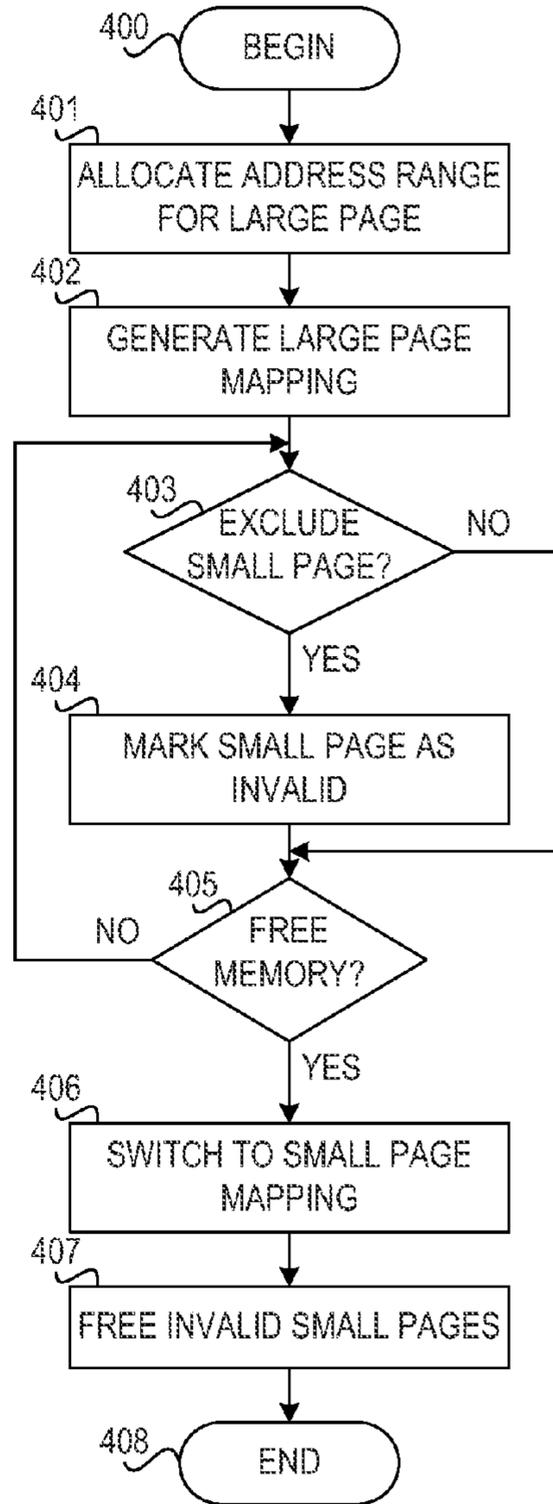 400
BEGIN
401
ALLOCATE ADDRESS RANGE
FOR LARGE PAGE
402
GENERATE LARGE PAGE
MAPPING
403
EXCLUDE
SMALL PAGE?
NO
YES
404
MARK SMALL PAGE AS
INVALID
405
FREE
MEMORY?
NO
YES
406
SWITCH TO SMALL PAGE
MAPPING
407
FREE INVALID SMALL PAGES
408
END